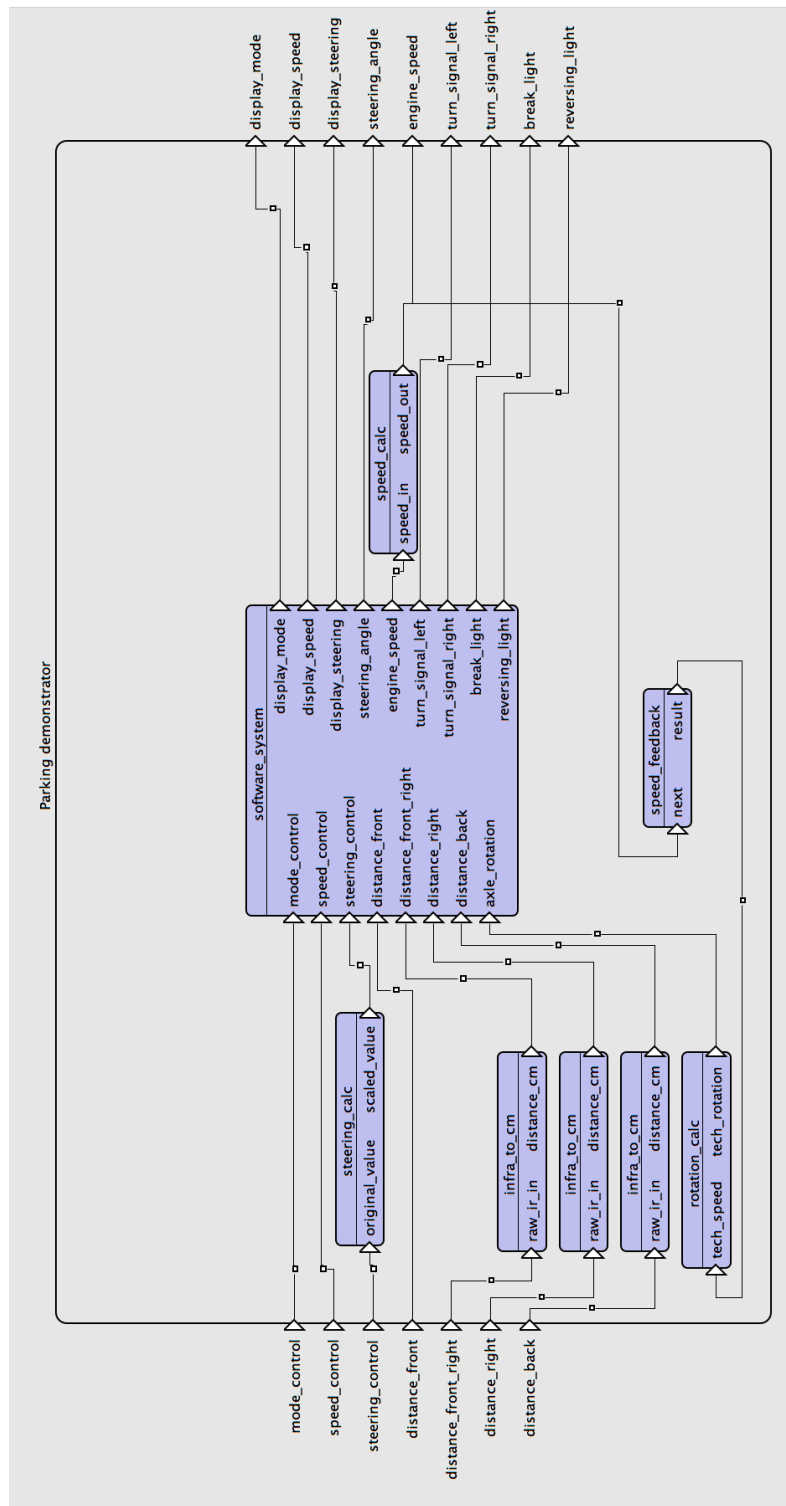 Parking demonstrator
mode_control
speed_control
steering_control
distance_front
distance_front_right
distance_right
distance_back
steering_calc
original_value scaled_value
infra_to_cm
raw_ir_in distance_cm
infra_to_cm
raw_ir_in distance_cm
infra_to_cm
raw_ir_in distance_cm
rotation_calc
tech_speed tech_rotation
software_system
mode_control
speed_control
steering_control
distance_front
distance_front_right
distance_right
distance_back
axle_rotation
display_mode
display_speed
display_steering
steering_angle
engine_speed
turn_signal_left
turn_signal_right
break_light
reversing_light
speed_feedback
next result
speed_calc
speed_in speed_out
display_mode
display_speed
display_steering
steering_angle
engine_speed
turn_signal_left
turn_signal_right
break_light
reversing_light